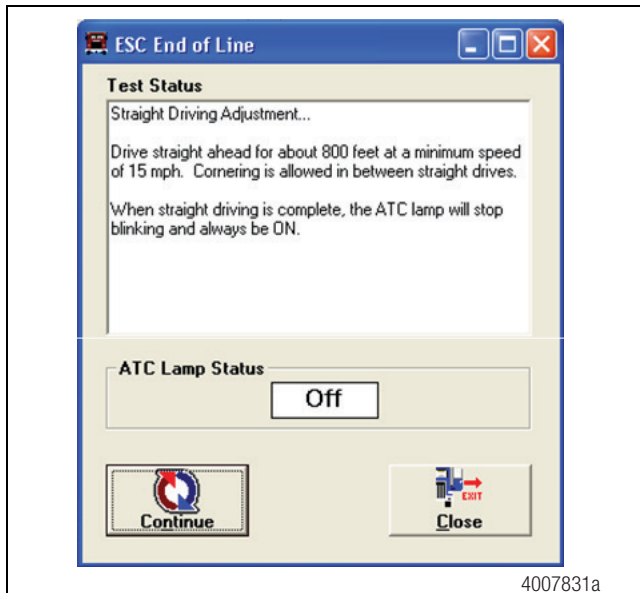 ESC End of Line
Test Status
Straight Driving Adjustment...
Drive straight ahead for about 800 feet at a minimum speed
of 15 mph.  Cornering is allowed in between straight drives.
When straight driving is complete, the ATC lamp will stop
blinking and always be ON.
ATC Lamp Status
Off
EXIT
Continue
Close
4007831a